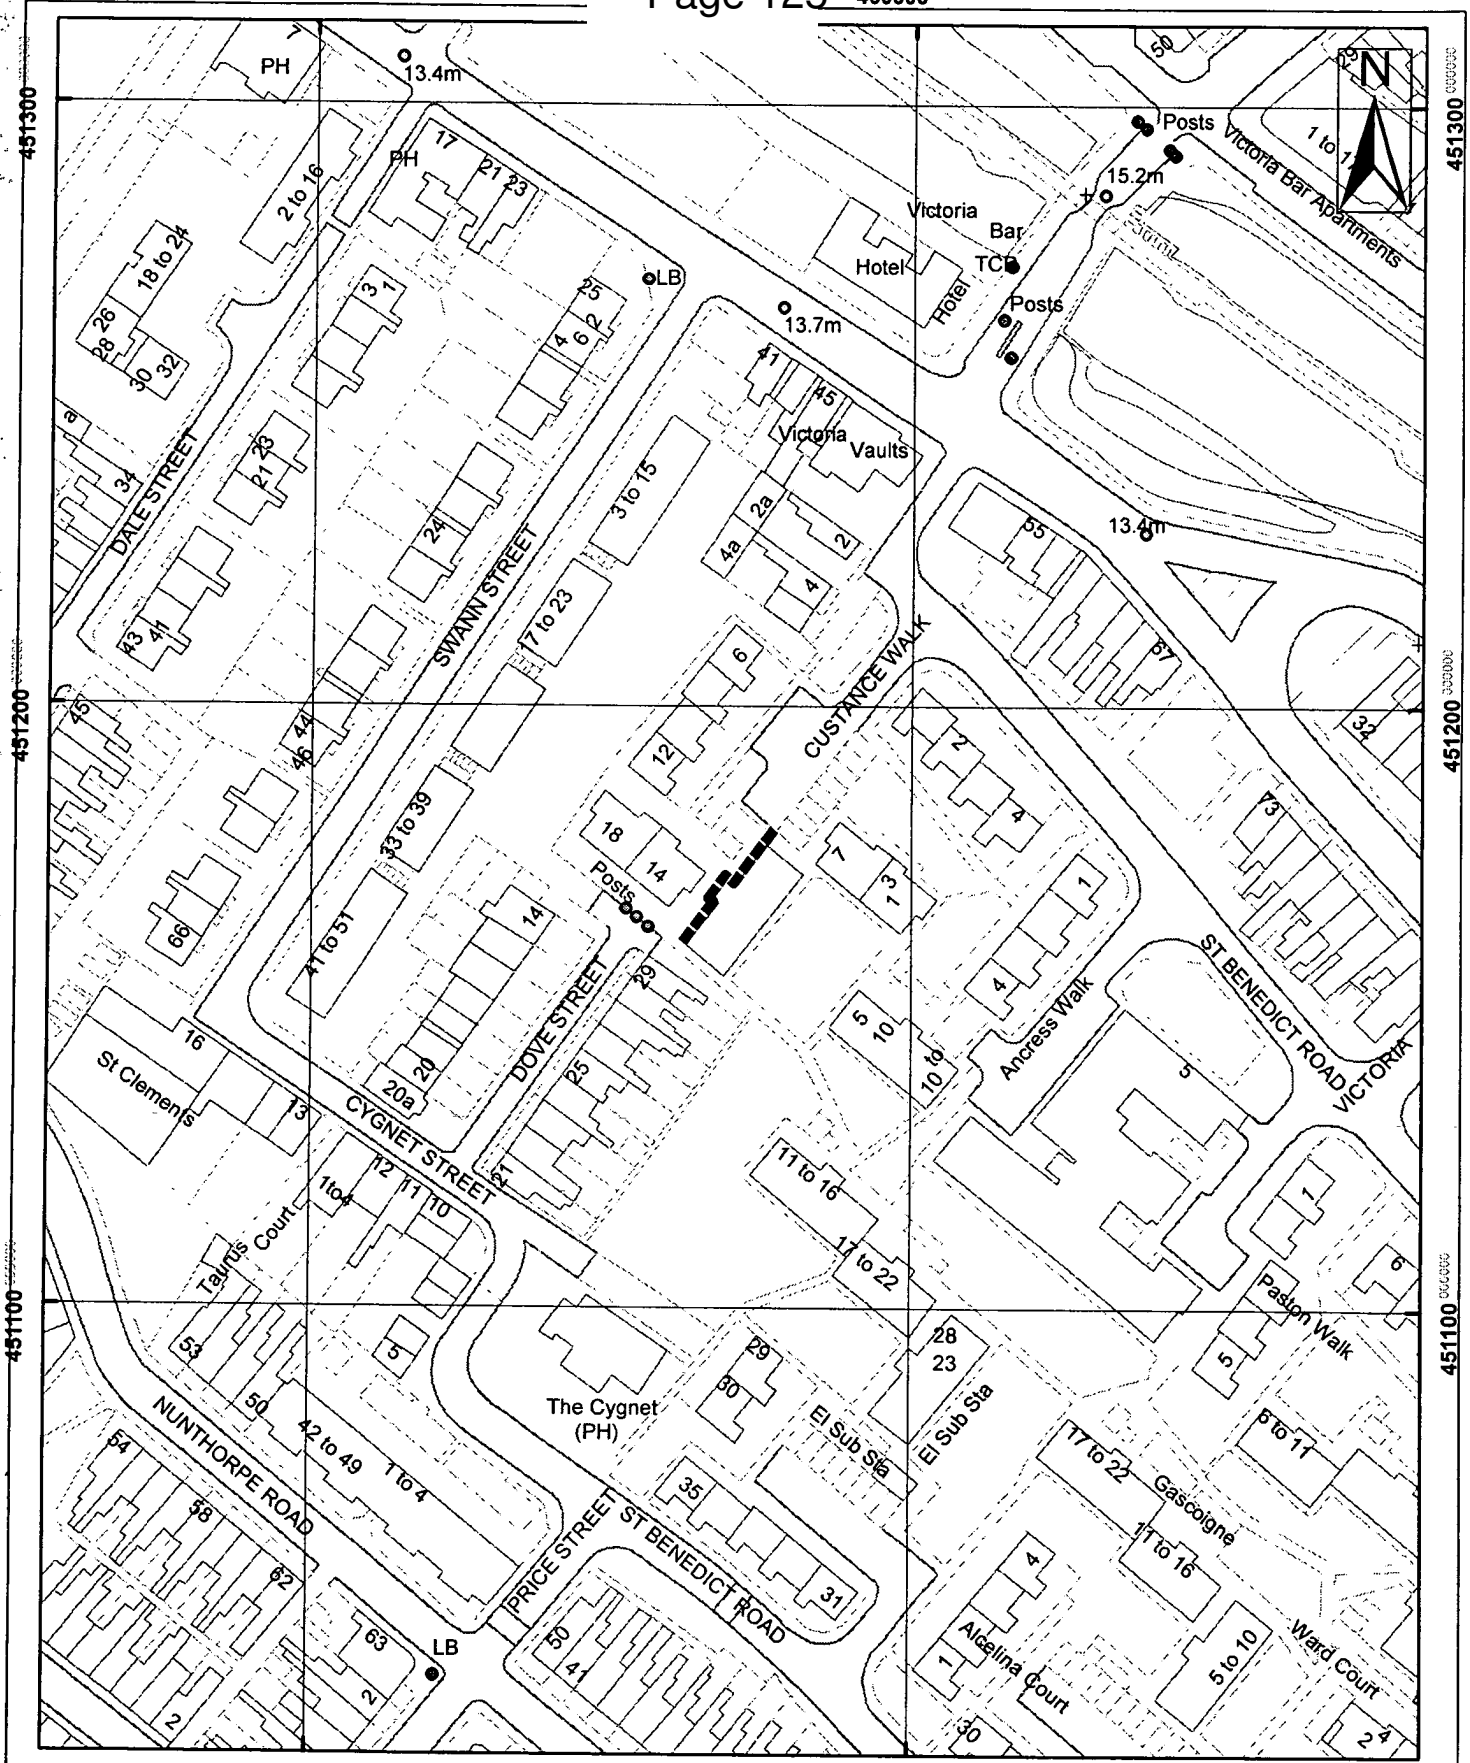 Page 125
7
PH
13.4m
50
29
N
451300
451300
17
PH
21 23
2 to 16
Posts
Victoria Bar Apartments
15.2m
Victoria
Bar
TCB
Hotel
Hotel
Posts
18 to 24
LB
25
13.7m
3
1
2
4
6
26
28
30
32
41
45
Victoria
Vaults
a
34
DALE STREET
23
21
3 to 15
2a
4a
2
4
24
SWANN STREET
55
13.4m
43
41
17 to 23
6
CUSTANCE WALK
67
451200
451200
45
44
46
12
2
4
32
33 to 39
18
14
Posts
7
3
1
73
1
66
41 to 51
14
29
DOVE STREET
4
Ancress Walk
ST BENEDICT ROAD
VICTORIA
16
St Clements
13
20
20a
25
5
10
10 to
5
CYGNET STREET
12
11
10
1to4
21
11 to 16
Taurus Court
17 to 22
1
6
451100
451100
53
5
29
30
28
23
Paston Walk
5
The Cygnet
(PH)
El Sub Sta
El Sub Sta
50
42 to 49
1 to 4
NUNTHORPE ROAD
54
58
62
35
17 to 22
6 to 11
Gascoigne
11 to 16
PRICE STREET
ST BENEDICT ROAD
31
4
63
2
LB
50
41
1
Alcelina Court
5 to 10
Ward Court
2
30
2
4